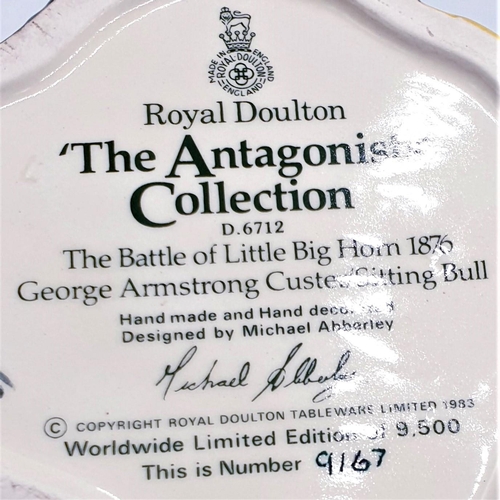 MADE IN ENGLAND
ROYAL DOULTON
ENGLAND
Royal Doulton
'The Antagonists'
Collection
D.6712
The Battle of Little Big Horn 1876
George Armstrong Custer/Sitting Bull
Hand made and Hand decorated
Designed by Michael Abberley
Michael Abberley
© COPYRIGHT ROYAL DOULTON TABLEWARE LIMITED 1983
Worldwide Limited Edition of 9,500
This is Number 9167